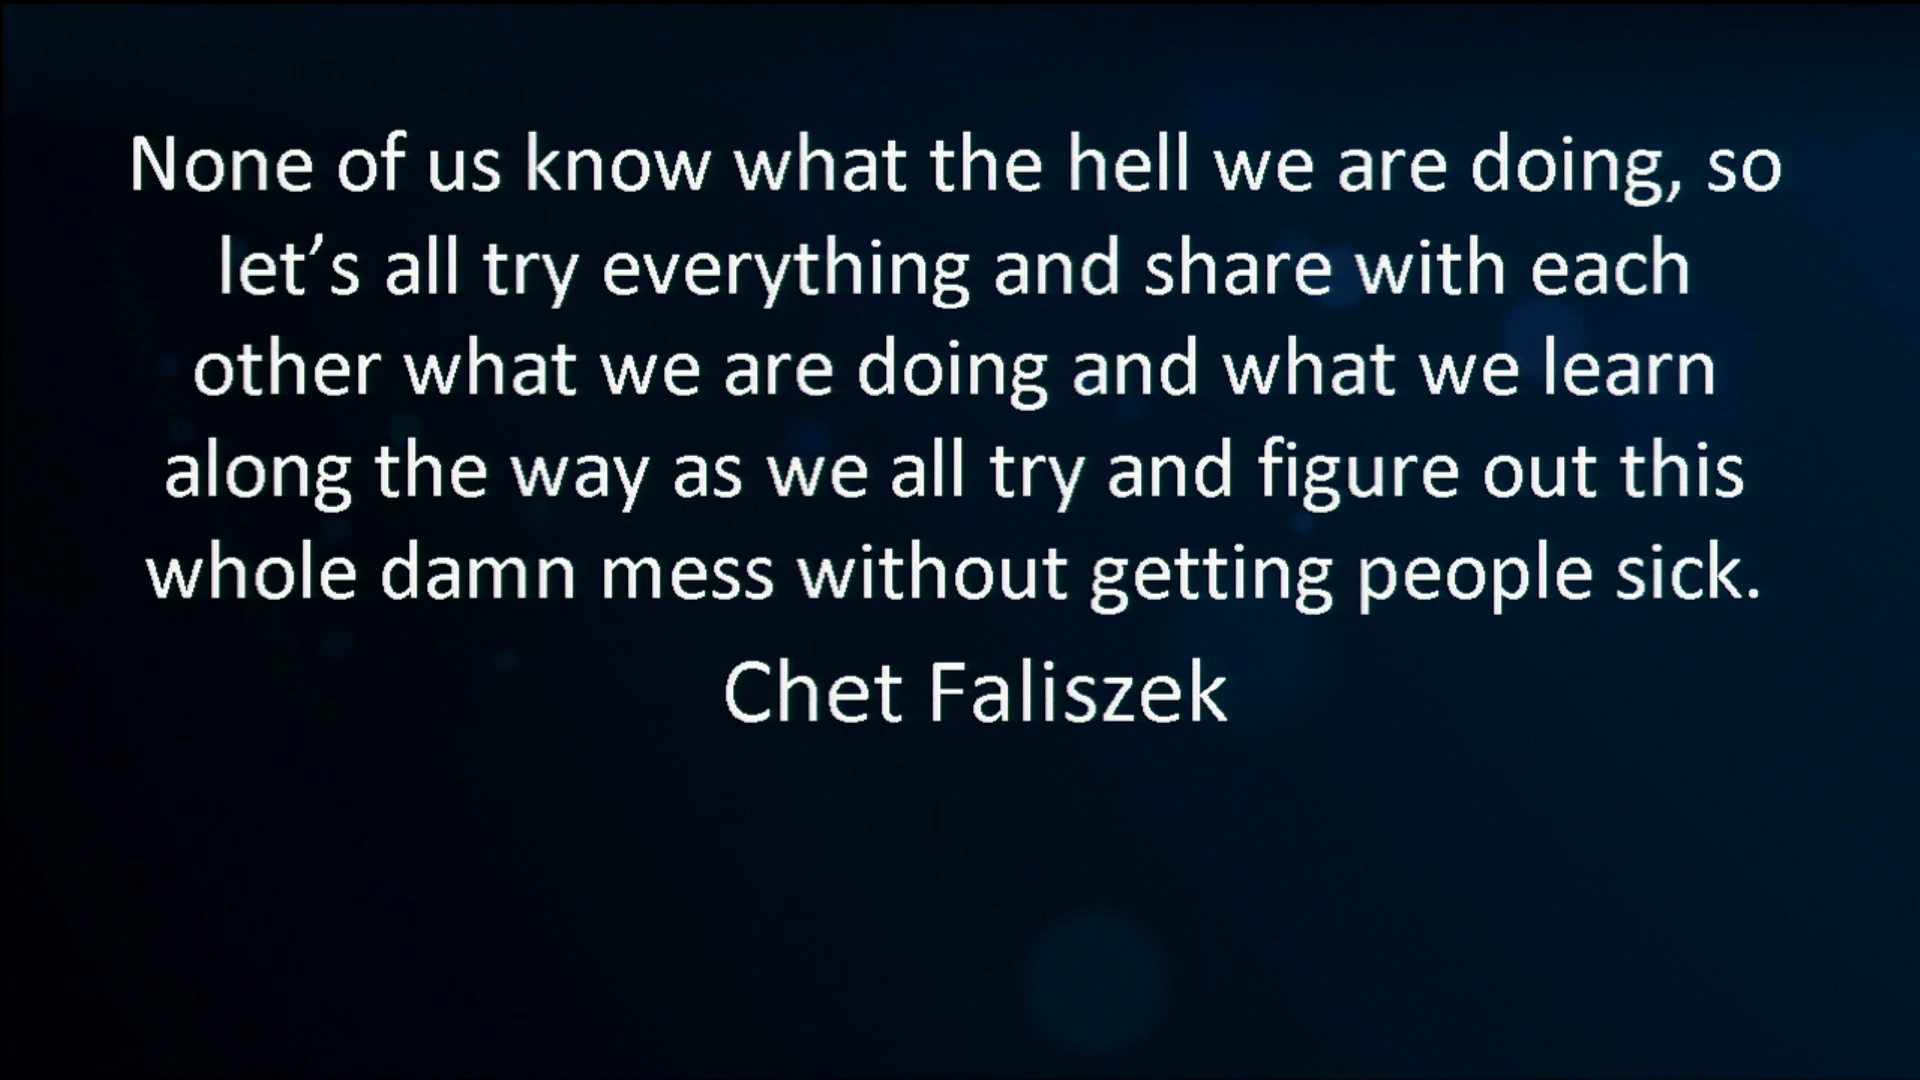 None of us know what the hell we are doing, so
let’s all try everything and share with each
other what we are doing and what we learn
along the way as we all try and figure out this
whole damn mess without getting people sick.
Chet Faliszek